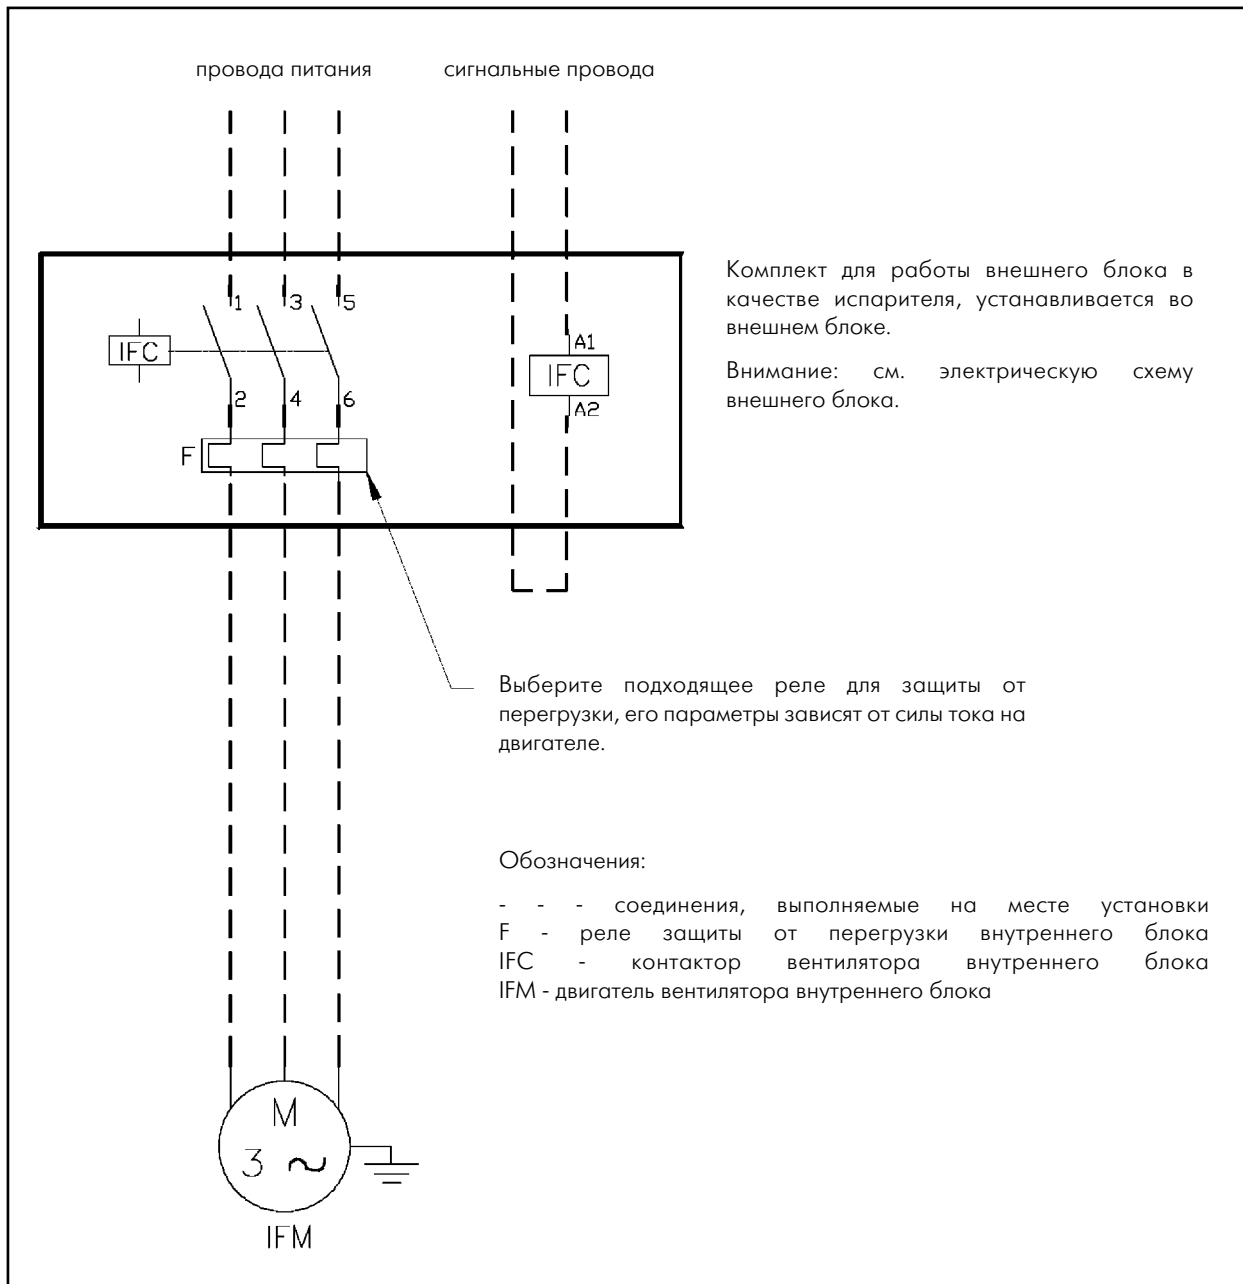 провода питания
сигнальные провода
1 3 5
IFC
2 4 6
F
A1
IFC
A2
Комплект для работы внешнего блока в
качестве испарителя, устанавливается во
внешнем блоке.
Внимание: см. электрическую схему
внешнего блока.
Выберите подходящее реле для защиты от
перегрузки, его параметры зависят от силы тока на
двигателе.
Обозначения:
- - - соединения, выполняемые на месте установки
F - реле защиты от перегрузки внутреннего блока
IFC - контактор вентилятора внутреннего блока
IFM - двигатель вентилятора внутреннего блока
M
3 ~
IFM